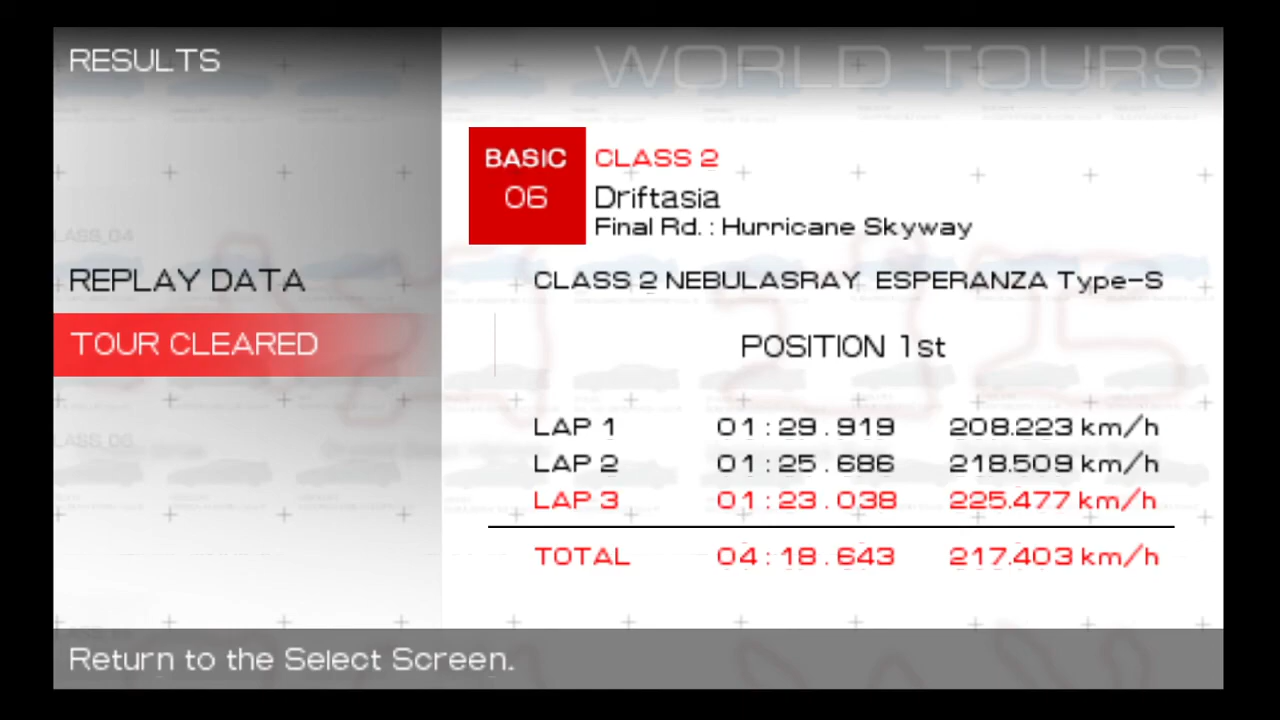 RESULTS
WORLD TOURS
BASIC
06
CLASS 2
Driftasia
Final Rd. : Hurricane Skyway
LASS_04
REPLAY DATA
CLASS 2 NEBULASRAY ESPERANZA Type-S
TOUR CLEARED
POSITION 1st
LAP 1 01 : 29 . 919 208.223 km/h
LASS_06
LAP 2 01 : 25 . 686 218.509 km/h
LAP 3 01 : 23 . 038 225.477 km/h
TOTAL 04 : 18 . 643 217.403 km/h
Return to the Select Screen.